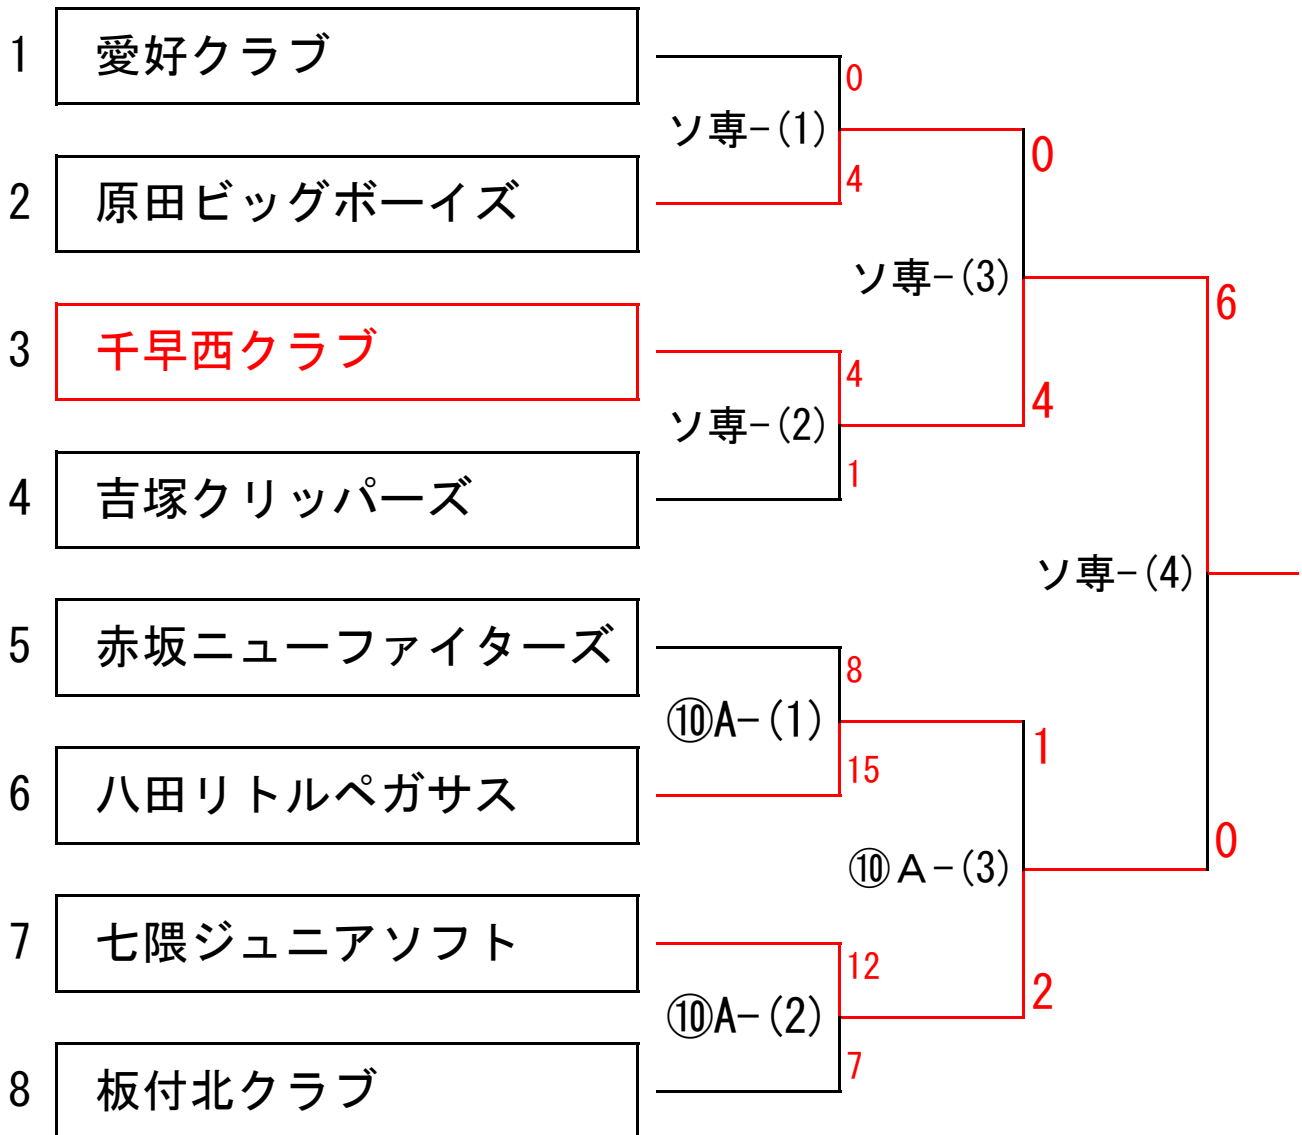 1 愛好クラブ
0
ソ専-(1)
0
4
2 原田ビッグボーイズ
ソ専-(3)
6
3 千早西クラブ
4
4
ソ専-(2)
1
4 吉塚クリッパーズ
ソ専-(4)
5 赤坂ニューファイターズ
8
⑩A-(1)
1
15
6 八田リトルペガサス
0
⑩A-(3)
7 七隈ジュニアソフト
12
2
⑩A-(2)
7
8 板付北クラブ